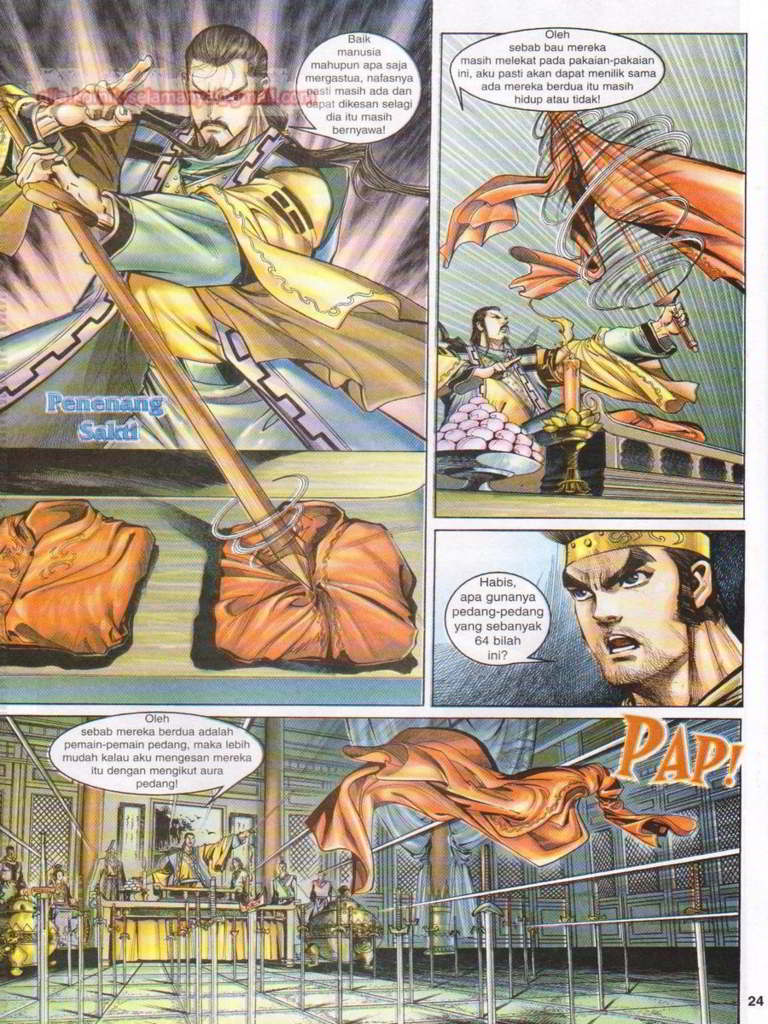 Baik
manusia
mahupun apa saja
mergastua, nafasnya
pasti masih ada dan
dapat dikesan selagi
dia itu masih
bernyawa!
Oleh
sebab bau mereka
masih melekat pada pakaian-pakaian
ini, aku pasti akan dapat menilik sama
ada mereka berdua itu masih
hidup atau tidak!
Penenang
Sakti
Habis,
apa gunanya
pedang-pedang
yang sebanyak
64 bilah
ini?
Oleh
sebab mereka berdua adalah
pemain-pemain pedang, maka lebih
mudah kalau aku mengesan mereka
itu dengan mengikut aura
pedang!
PAP!
24